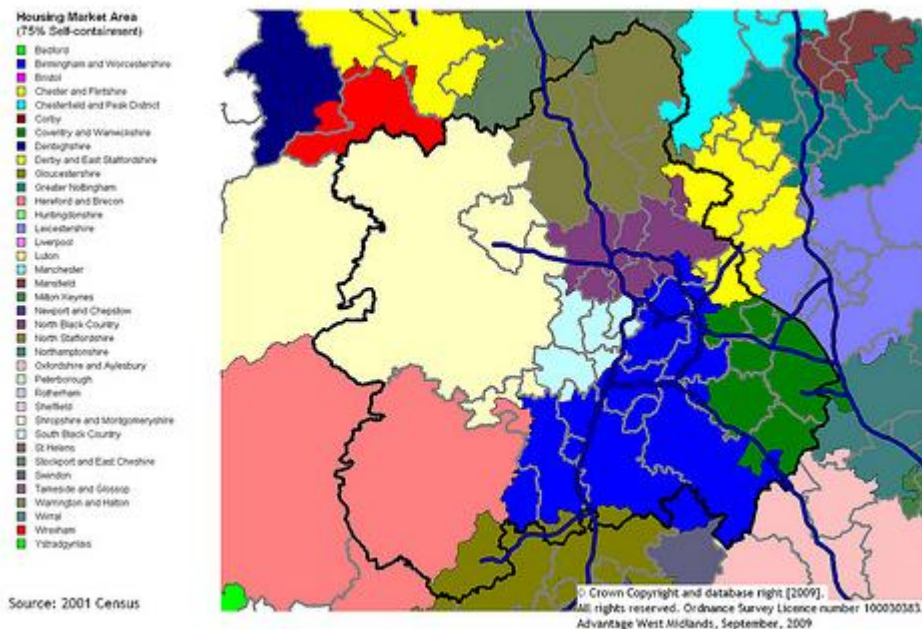 Housing Market Area
(75% Self-containment)
Bedford
Birmingham and Worcestershire
Bristol
Chester and Flintshire
Chesterfield and Peak District
Corby
Coventry and Warwickshire
Denbighshire
Derby and East Staffordshire
Gloucestershire
Greater Nottingham
Hereford and Brecon
Huntingdonshire
Leicestershire
Liverpool
Luton
Manchester
Mansfield
Milton Keynes
Newport and Chepstow
North Black Country
North Staffordshire
Northamptonshire
Oxfordshire and Aylesbury
Peterborough
Rotherham
Sheffield
Shropshire and Montgomeryshire
South Black Country
St Helens
Stockport and East Cheshire
Swindon
Tameside and Glossop
Warrington and Halton
Wirral
Wrexham
Ystradgynlais
Source: 2001 Census
© Crown Copyright and database right [2009].
All rights reserved. Ordnance Survey Licence number 100030383.
Advantage West Midlands, September, 2009